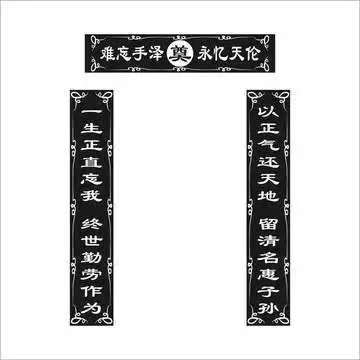 难忘手泽 奠 永忆天伦
以正气还天地 留清名惠子孙
一生正直忘我 终世勤劳作为